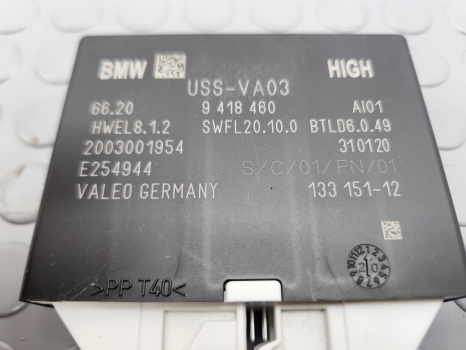 BMW HIGH
USS-VA03
66.20 9 418 460 AI01
HWEL8.1.2 SWFL20.10.0 BTLD6.0.49
2003001954 310120
E254944 S/C/01/PN/01
VALEO GERMANY 133 151-12
>PP T40<